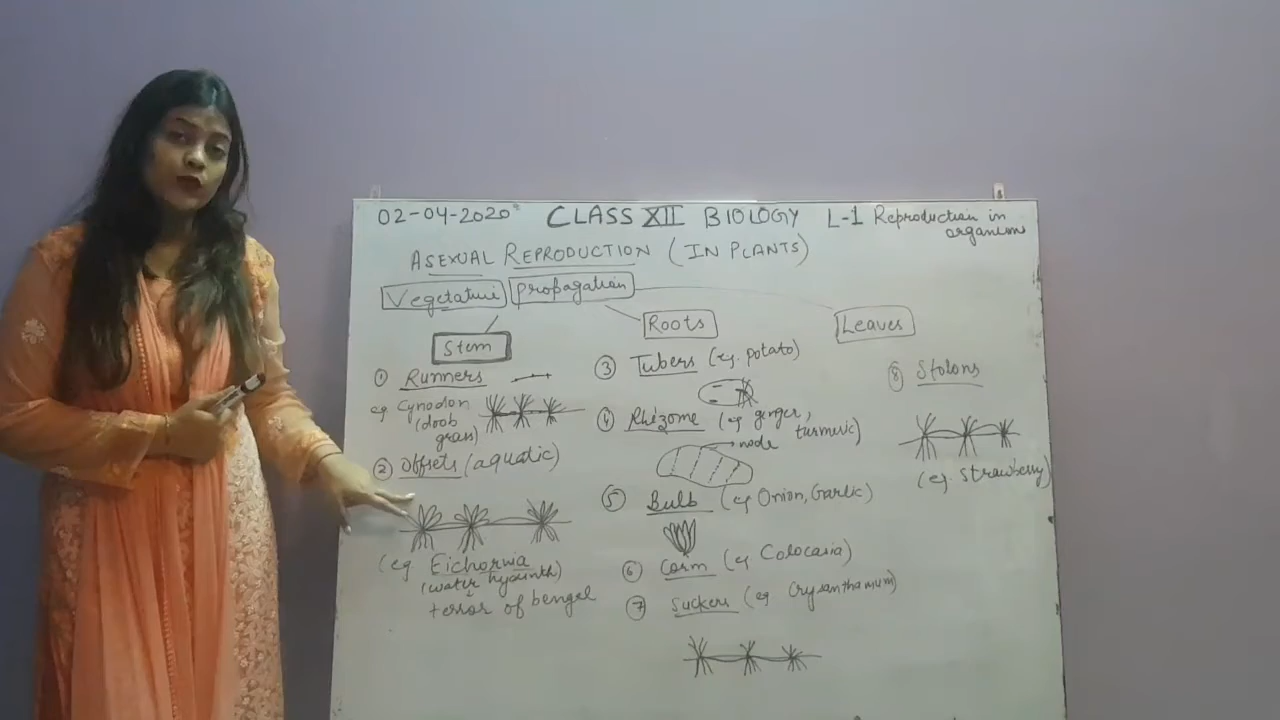 02-04-2020 CLASS XII BIOLOGY L-1 Reproduction in
organisms
ASEXUAL REPRODUCTION (IN PLANTS)
Vegetative propagation
Stem
Roots
Leaves
① Runners
eg Cynodon
(doob
grass)
② Offsets (aquatic)
(eg Eichornia
(water hycinth)
terror of bengal
③ Tubers (eg. potato)
④ Rhizome (eg ginger,
turmeric)
node
⑤ Bulb (eg Onion, Garlic)
⑥ Corm (eg Colocasia)
⑦ Suckers (eg Crysanthamum)
⑧ Stolons
(eg. Strawberry)